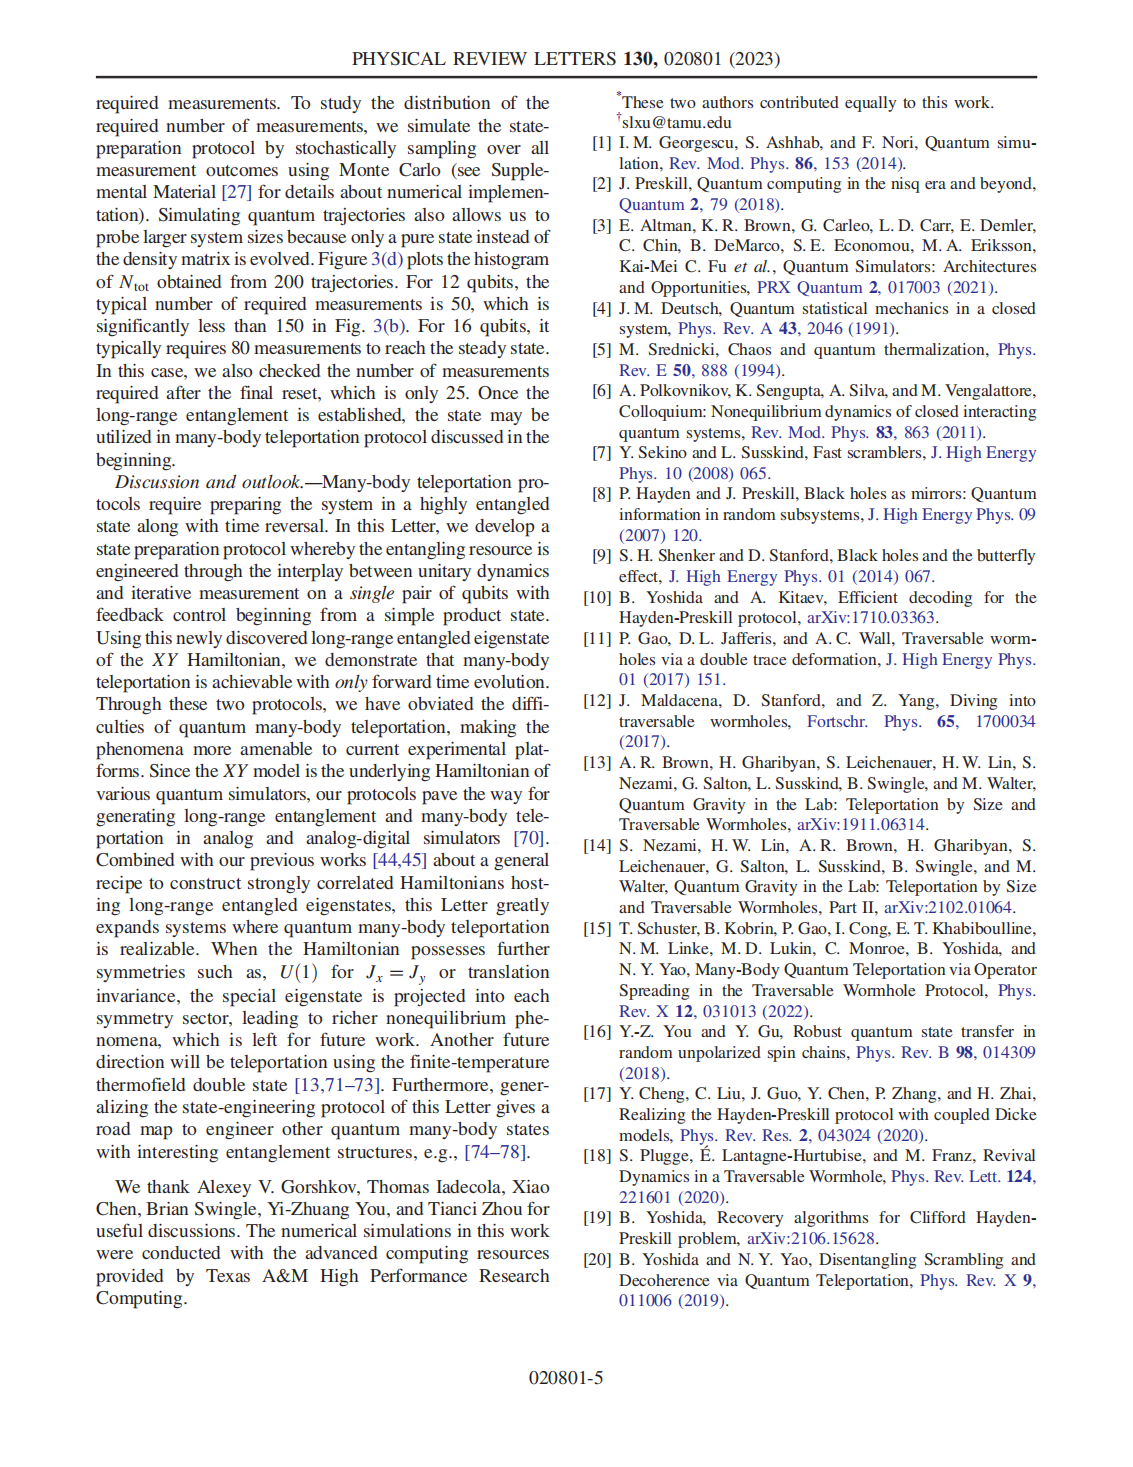 PHYSICAL REVIEW LETTERS 130, 020801 (2023)
required measurements. To study the distribution of the
required number of measurements, we simulate the state-
preparation protocol by stochastically sampling over all
measurement outcomes using Monte Carlo (see Supple-
mental Material [27] for details about numerical implemen-
tation). Simulating quantum trajectories also allows us to
probe larger system sizes because only a pure state instead of
the density matrix is evolved. Figure 3(d) plots the histogram
of Ntot obtained from 200 trajectories. For 12 qubits, the
typical number of required measurements is 50, which is
significantly less than 150 in Fig. 3(b). For 16 qubits, it
typically requires 80 measurements to reach the steady state.
In this case, we also checked the number of measurements
required after the final reset, which is only 25. Once the
long-range entanglement is established, the state may be
utilized in many-body teleportation protocol discussed in the
beginning.
Discussion and outlook.—Many-body teleportation pro-
tocols require preparing the system in a highly entangled
state along with time reversal. In this Letter, we develop a
state preparation protocol whereby the entangling resource is
engineered through the interplay between unitary dynamics
and iterative measurement on a single pair of qubits with
feedback control beginning from a simple product state.
Using this newly discovered long-range entangled eigenstate
of the XY Hamiltonian, we demonstrate that many-body
teleportation is achievable with only forward time evolution.
Through these two protocols, we have obviated the diffi-
culties of quantum many-body teleportation, making the
phenomena more amenable to current experimental plat-
forms. Since the XY model is the underlying Hamiltonian of
various quantum simulators, our protocols pave the way for
generating long-range entanglement and many-body tele-
portation in analog and analog-digital simulators [70].
Combined with our previous works [44,45] about a general
recipe to construct strongly correlated Hamiltonians host-
ing long-range entangled eigenstates, this Letter greatly
expands systems where quantum many-body teleportation
is realizable. When the Hamiltonian possesses further
symmetries such as, U(1) for Jx = Jy or translation
invariance, the special eigenstate is projected into each
symmetry sector, leading to richer nonequilibrium phe-
nomena, which is left for future work. Another future
direction will be teleportation using the finite-temperature
thermofield double state [13,71–73]. Furthermore, gener-
alizing the state-engineering protocol of this Letter gives a
road map to engineer other quantum many-body states
with interesting entanglement structures, e.g., [74–78].
We thank Alexey V. Gorshkov, Thomas Iadecola, Xiao
Chen, Brian Swingle, Yi-Zhuang You, and Tianci Zhou for
useful discussions. The numerical simulations in this work
were conducted with the advanced computing resources
provided by Texas A&M High Performance Research
Computing.
*These two authors contributed equally to this work.
†slxu@tamu.edu
[1] I. M. Georgescu, S. Ashhab, and F. Nori, Quantum simu-
lation, Rev. Mod. Phys. 86, 153 (2014).
[2] J. Preskill, Quantum computing in the nisq era and beyond,
Quantum 2, 79 (2018).
[3] E. Altman, K. R. Brown, G. Carleo, L. D. Carr, E. Demler,
C. Chin, B. DeMarco, S. E. Economou, M. A. Eriksson,
Kai-Mei C. Fu et al., Quantum Simulators: Architectures
and Opportunities, PRX Quantum 2, 017003 (2021).
[4] J. M. Deutsch, Quantum statistical mechanics in a closed
system, Phys. Rev. A 43, 2046 (1991).
[5] M. Srednicki, Chaos and quantum thermalization, Phys.
Rev. E 50, 888 (1994).
[6] A. Polkovnikov, K. Sengupta, A. Silva, and M. Vengalattore,
Colloquium: Nonequilibrium dynamics of closed interacting
quantum systems, Rev. Mod. Phys. 83, 863 (2011).
[7] Y. Sekino and L. Susskind, Fast scramblers, J. High Energy
Phys. 10 (2008) 065.
[8] P. Hayden and J. Preskill, Black holes as mirrors: Quantum
information in random subsystems, J. High Energy Phys. 09
(2007) 120.
[9] S. H. Shenker and D. Stanford, Black holes and the butterfly
effect, J. High Energy Phys. 01 (2014) 067.
[10] B. Yoshida and A. Kitaev, Efficient decoding for the
Hayden-Preskill protocol, arXiv:1710.03363.
[11] P. Gao, D. L. Jafferis, and A. C. Wall, Traversable worm-
holes via a double trace deformation, J. High Energy Phys.
01 (2017) 151.
[12] J. Maldacena, D. Stanford, and Z. Yang, Diving into
traversable wormholes, Fortschr. Phys. 65, 1700034
(2017).
[13] A. R. Brown, H. Gharibyan, S. Leichenauer, H. W. Lin, S.
Nezami, G. Salton, L. Susskind, B. Swingle, and M. Walter,
Quantum Gravity in the Lab: Teleportation by Size and
Traversable Wormholes, arXiv:1911.06314.
[14] S. Nezami, H. W. Lin, A. R. Brown, H. Gharibyan, S.
Leichenauer, G. Salton, L. Susskind, B. Swingle, and M.
Walter, Quantum Gravity in the Lab: Teleportation by Size
and Traversable Wormholes, Part II, arXiv:2102.01064.
[15] T. Schuster, B. Kobrin, P. Gao, I. Cong, E. T. Khabiboulline,
N. M. Linke, M. D. Lukin, C. Monroe, B. Yoshida, and
N. Y. Yao, Many-Body Quantum Teleportation via Operator
Spreading in the Traversable Wormhole Protocol, Phys.
Rev. X 12, 031013 (2022).
[16] Y.-Z. You and Y. Gu, Robust quantum state transfer in
random unpolarized spin chains, Phys. Rev. B 98, 014309
(2018).
[17] Y. Cheng, C. Liu, J. Guo, Y. Chen, P. Zhang, and H. Zhai,
Realizing the Hayden-Preskill protocol with coupled Dicke
models, Phys. Rev. Res. 2, 043024 (2020).
[18] S. Plugge, É. Lantagne-Hurtubise, and M. Franz, Revival
Dynamics in a Traversable Wormhole, Phys. Rev. Lett. 124,
221601 (2020).
[19] B. Yoshida, Recovery algorithms for Clifford Hayden-
Preskill problem, arXiv:2106.15628.
[20] B. Yoshida and N. Y. Yao, Disentangling Scrambling and
Decoherence via Quantum Teleportation, Phys. Rev. X 9,
011006 (2019).
020801-5